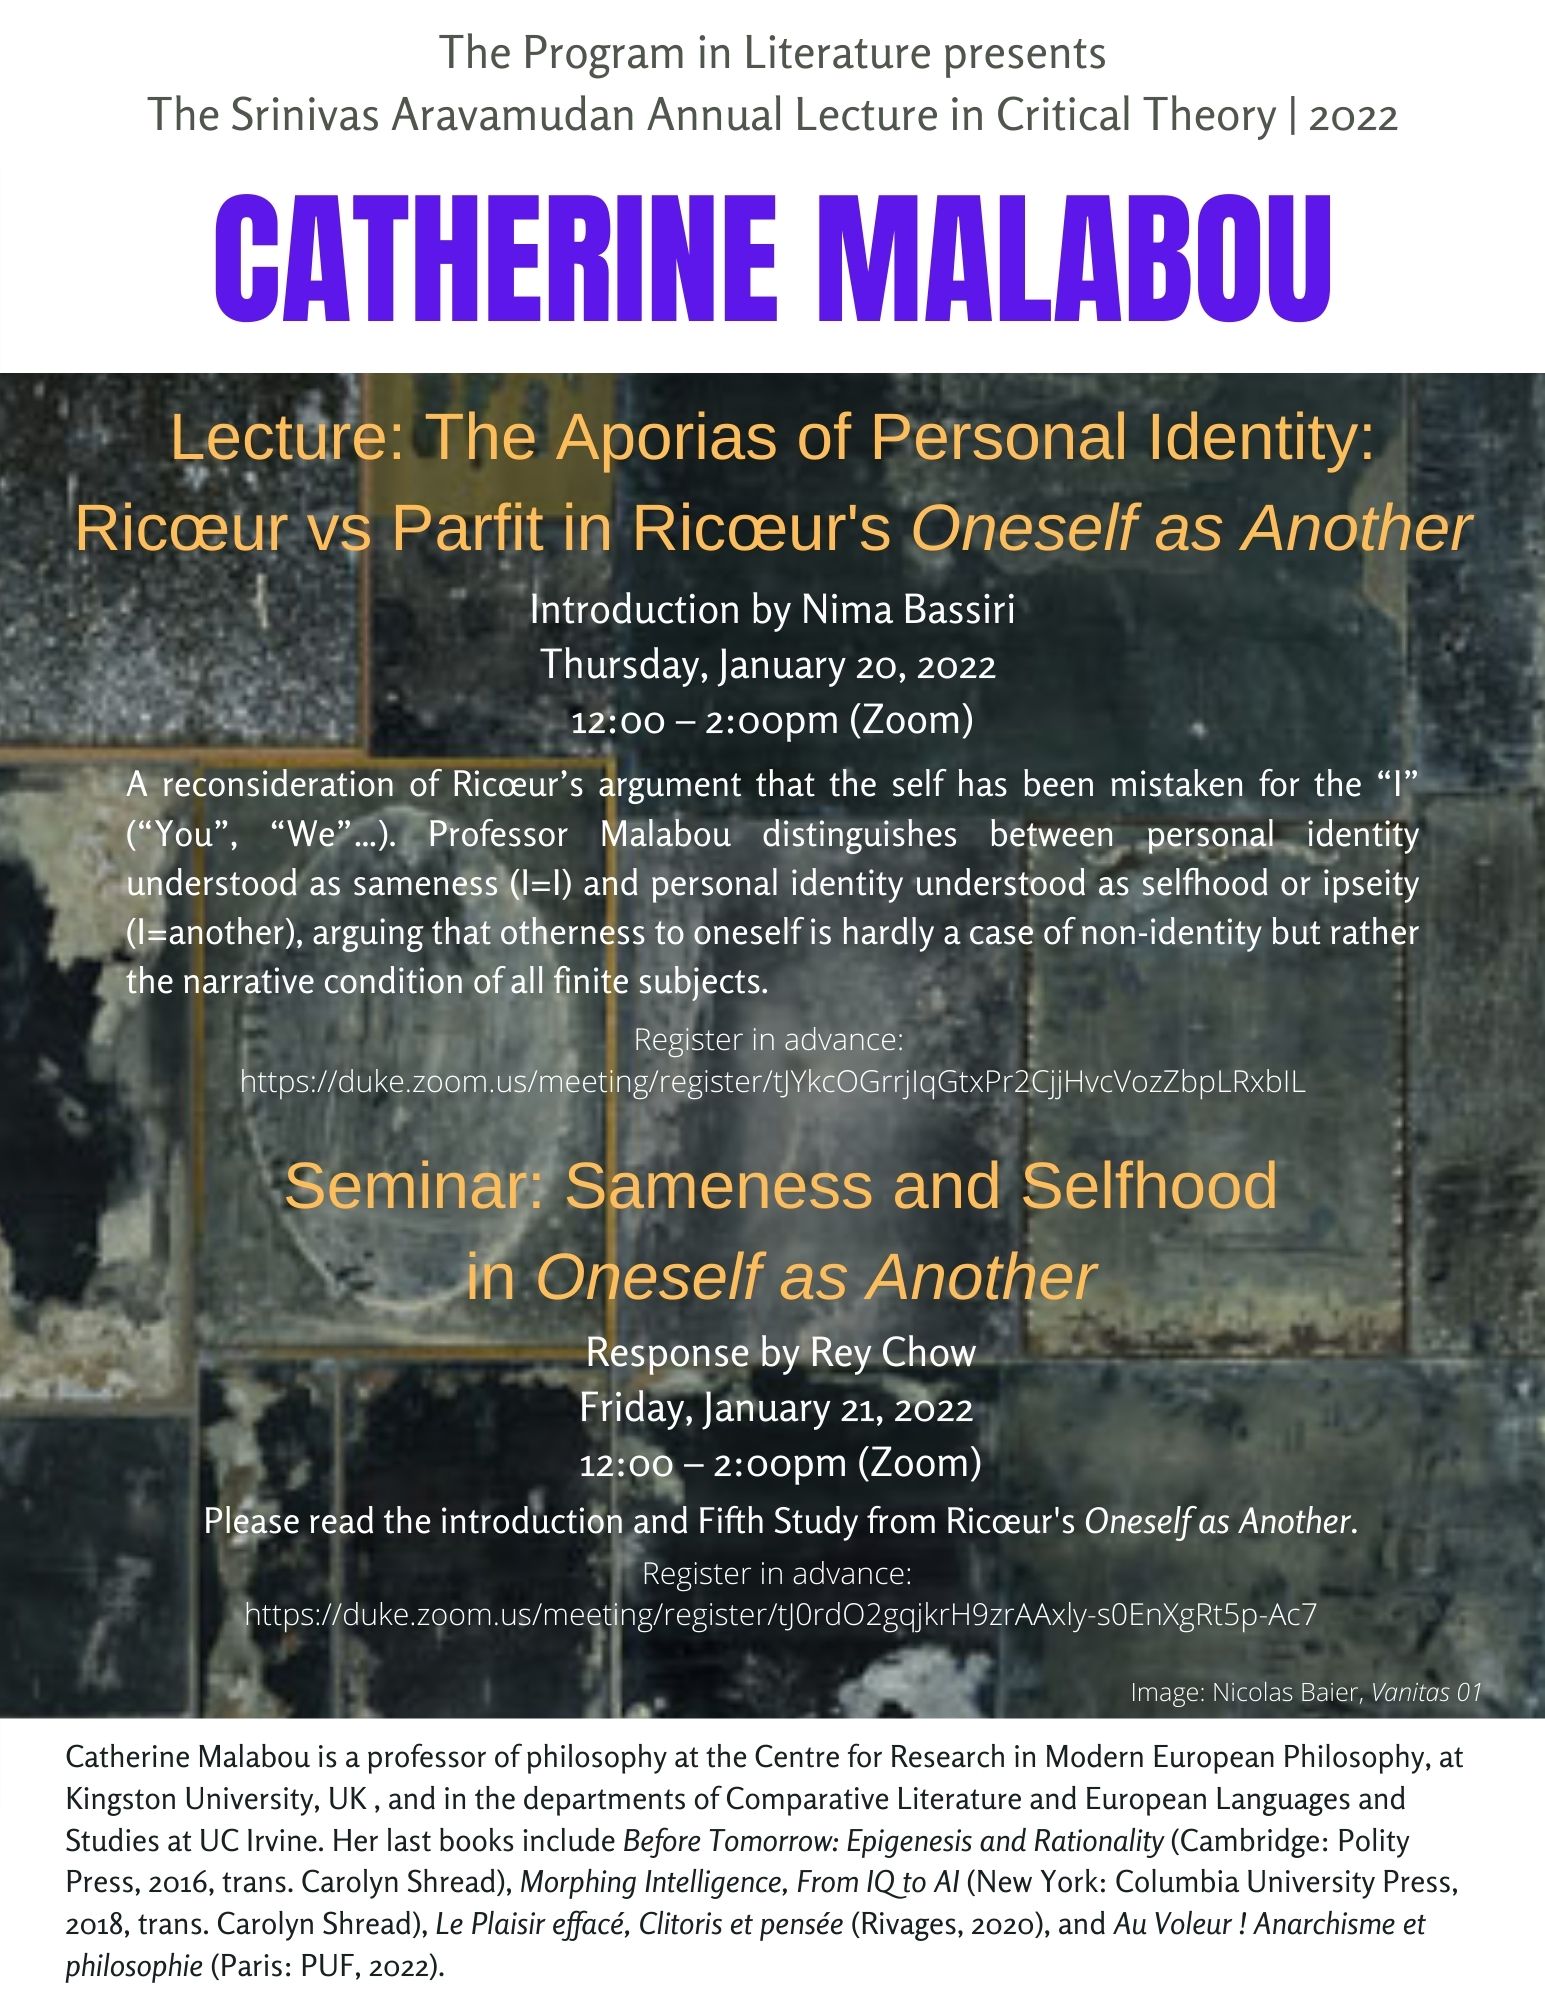 The Program in Literature presents
The Srinivas Aravamudan Annual Lecture in Critical Theory | 2022
CATHERINE MALABOU
Lecture: The Aporias of Personal Identity:
Ricœur vs Parfit in Ricœur's Oneself as Another
Introduction by Nima Bassiri
Thursday, January 20, 2022
12:00 – 2:00pm (Zoom)
A reconsideration of Ricœur’s argument that the self has been mistaken for the “I”
(“You”, “We”...). Professor Malabou distinguishes between personal identity
understood as sameness (I=I) and personal identity understood as selfhood or ipseity
(I=another), arguing that otherness to oneself is hardly a case of non-identity but rather
the narrative condition of all finite subjects.
Register in advance:
https://duke.zoom.us/meeting/register/tJYkcOGrrjIqGtxPr2CjjHvcVozZbpLRxbIL
Seminar: Sameness and Selfhood
in Oneself as Another
Response by Rey Chow
Friday, January 21, 2022
12:00 – 2:00pm (Zoom)
Please read the introduction and Fifth Study from Ricœur's Oneself as Another.
Register in advance:
https://duke.zoom.us/meeting/register/tJ0rdO2gqjkrH9zrAAxly-s0EnXgRt5p-Ac7
Image: Nicolas Baier, Vanitas 01
Catherine Malabou is a professor of philosophy at the Centre for Research in Modern European Philosophy, at
Kingston University, UK , and in the departments of Comparative Literature and European Languages and
Studies at UC Irvine. Her last books include Before Tomorrow: Epigenesis and Rationality (Cambridge: Polity
Press, 2016, trans. Carolyn Shread), Morphing Intelligence, From IQ to AI (New York: Columbia University Press,
2018, trans. Carolyn Shread), Le Plaisir effacé, Clitoris et pensée (Rivages, 2020), and Au Voleur ! Anarchisme et
philosophie (Paris: PUF, 2022).